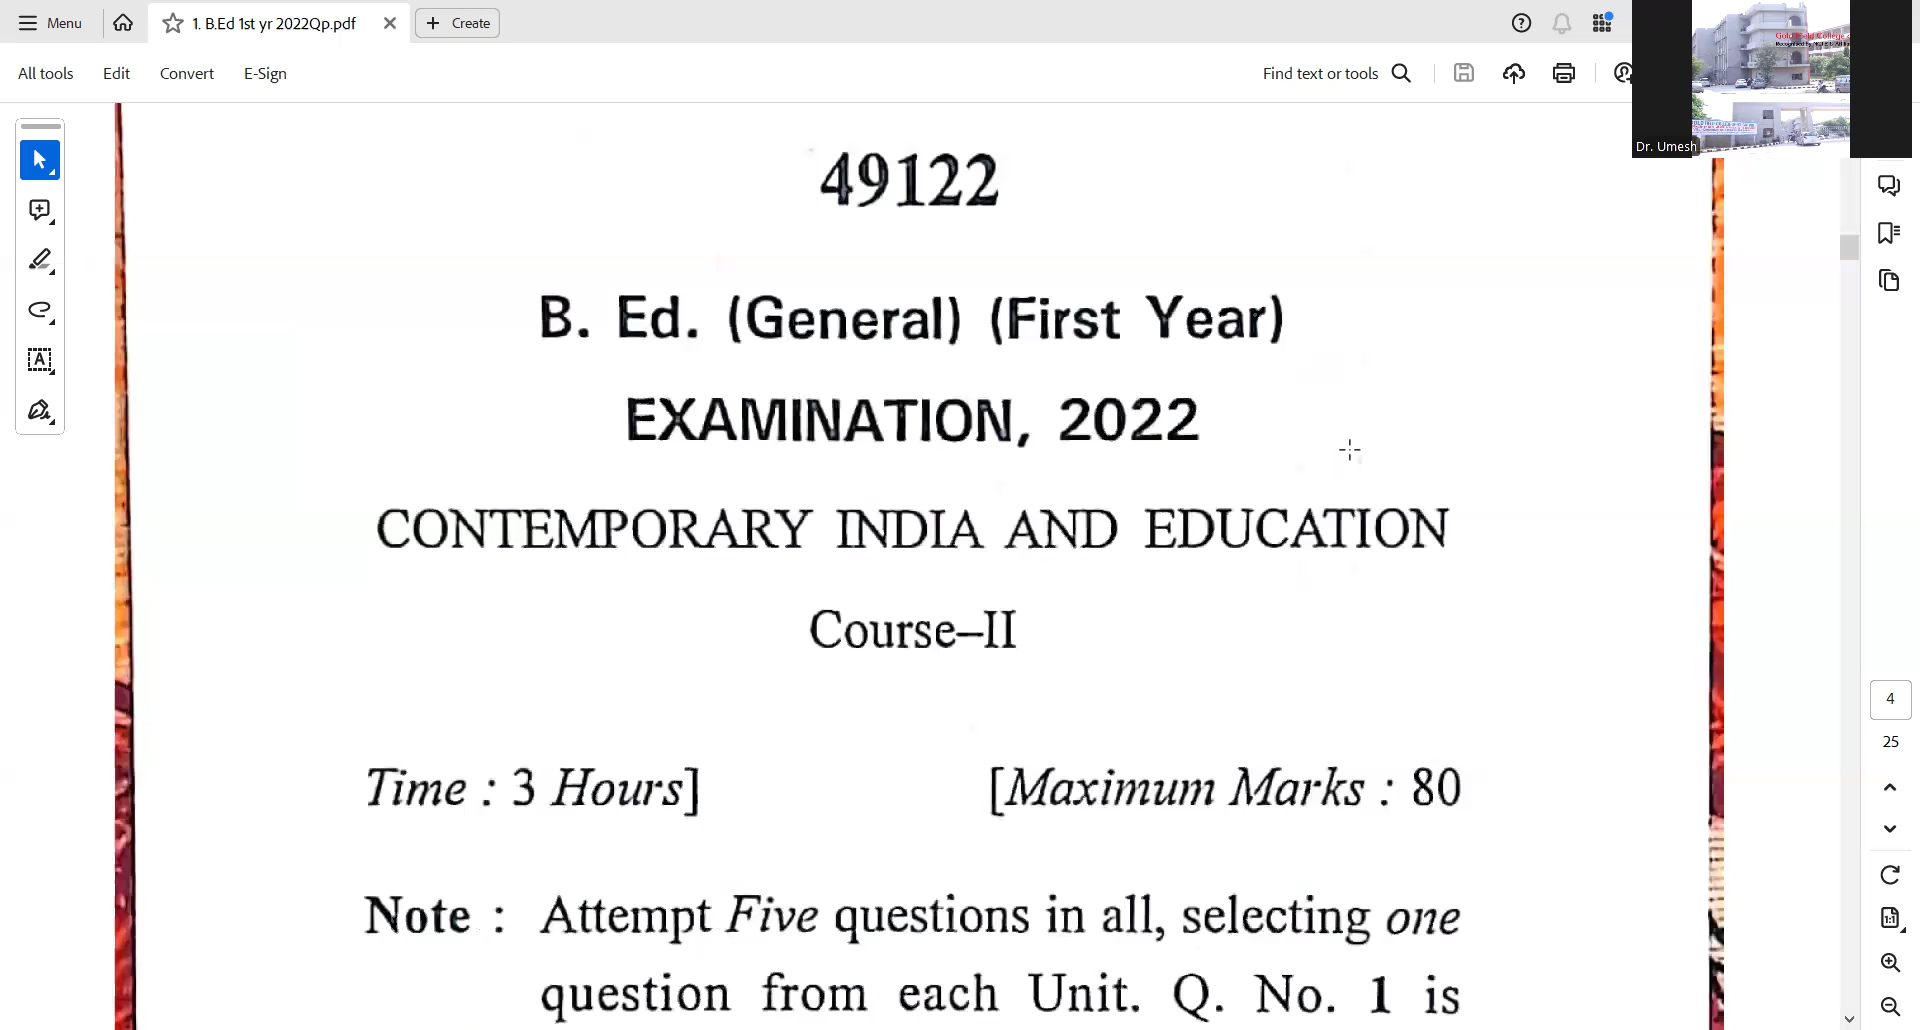 Menu
1. B.Ed 1st yr 2022Qp.pdf
Create
All tools
Edit
Convert
E-Sign
Find text or tools
Dr. Umesh
49122
B. Ed. (General) (First Year)
EXAMINATION, 2022
CONTEMPORARY INDIA AND EDUCATION
Course–II
Time : 3 Hours] [Maximum Marks : 80
Note : Attempt Five questions in all, selecting one
question from each Unit. Q. No. 1 is
4
25